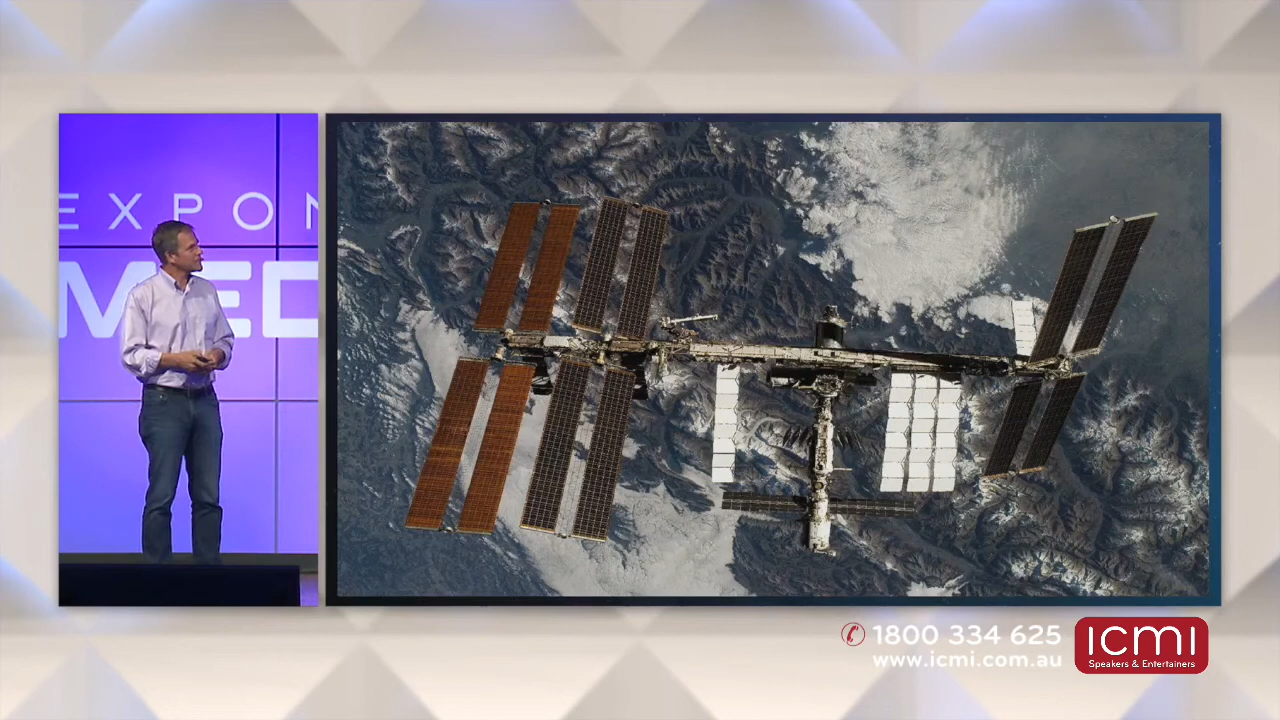 EXPON
MED
1800 334 625
www.icmi.com.au
ICMI
Speakers & Entertainers